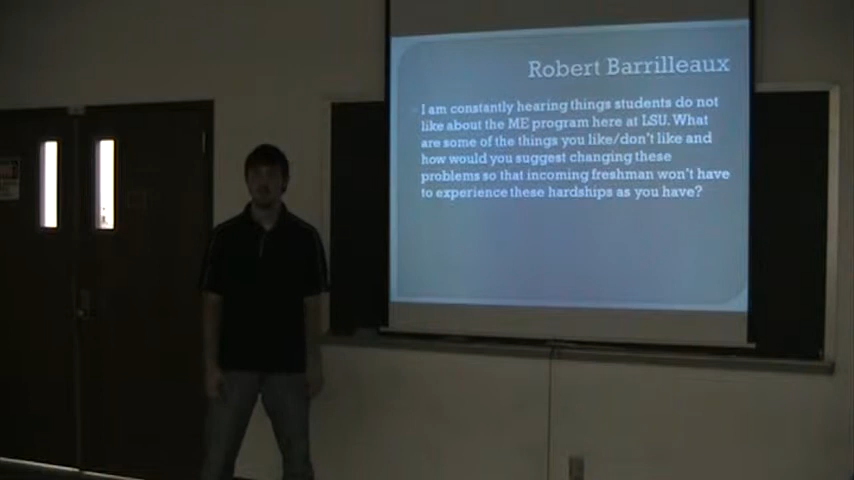 Robert Barrilleaux
I am constantly hearing things students do not
like about the ME program here at LSU. What
are some of the things you like/don't like and
how would you suggest changing these
problems so that incoming freshman won't have
to experience these hardships as you have?